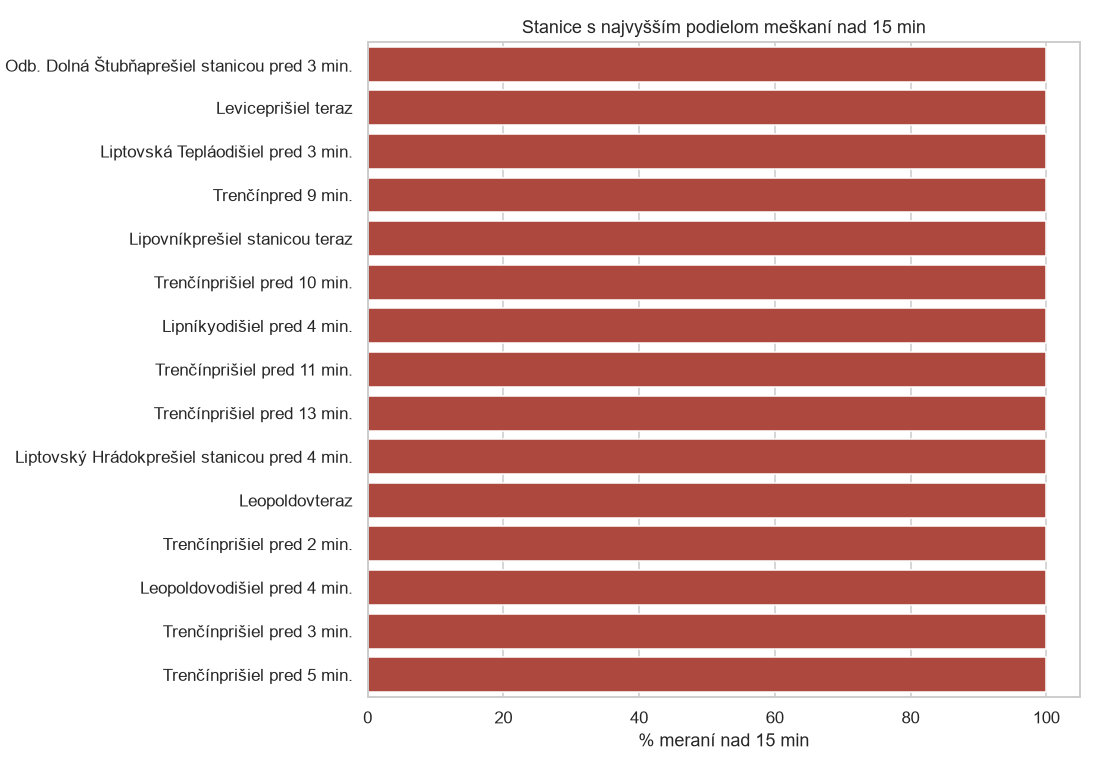 Stanice s najvyšším podielom meškaní nad 15 min
Odb. Dolná Štubňaprešiel stanicou pred 3 min.
Leviceprišiel teraz
Liptovská Tepláodišiel pred 3 min.
Trenčínpred 9 min.
Lipovníkprešiel stanicou teraz
Trenčínprišiel pred 10 min.
Lipníkyodišiel pred 4 min.
Trenčínprišiel pred 11 min.
Trenčínprišiel pred 13 min.
Liptovský Hrádokprešiel stanicou pred 4 min.
Leopoldovteraz
Trenčínprišiel pred 2 min.
Leopoldovodišiel pred 4 min.
Trenčínprišiel pred 3 min.
Trenčínprišiel pred 5 min.
0 20 40 60 80 100
% meraní nad 15 min